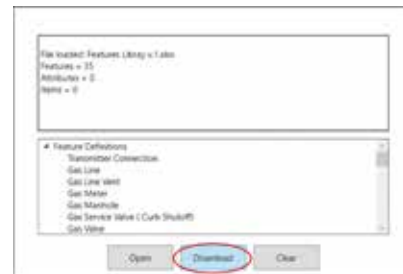 File loaded: Features Library v 1.xlsx
Features = 35
Attributes = 0
Items = 0
Feature Definitions
Transmitter Connection
Gas Line
Gas Line Vent
Gas Meter
Gas Manhole
Gas Service Valve ( Curb Shutoff)
Gas Valve
Open
Download
Clear